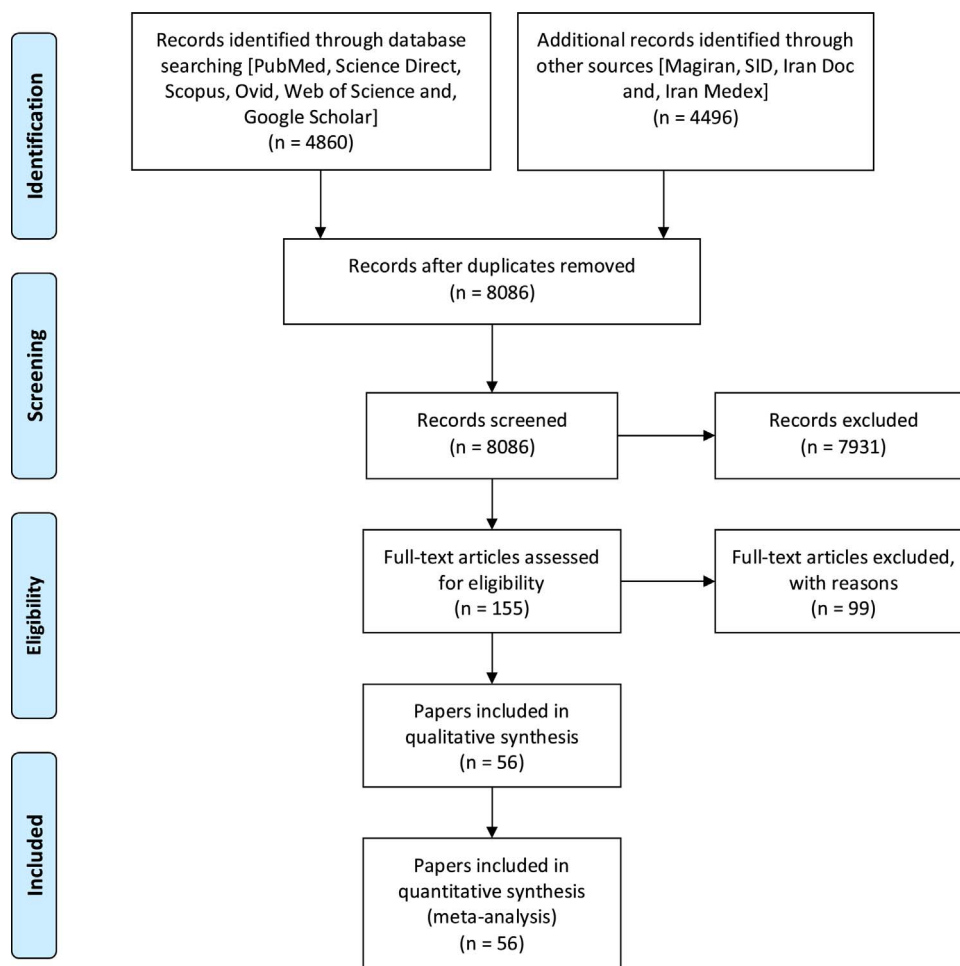 Identification
Records identified through database
searching [PubMed, Science Direct,
Scopus, Ovid, Web of Science and,
Google Scholar]
(n = 4860)
Additional records identified through
other sources [Magiran, SID, Iran Doc
and, Iran Medex]
(n = 4496)
Screening
Records after duplicates removed
(n = 8086)
Records screened
(n = 8086)
Records excluded
(n = 7931)
Eligibility
Full-text articles assessed
for eligibility
(n = 155)
Full-text articles excluded,
with reasons
(n = 99)
Papers included in
qualitative synthesis
(n = 56)
Included
Papers included in
quantitative synthesis
(meta-analysis)
(n = 56)